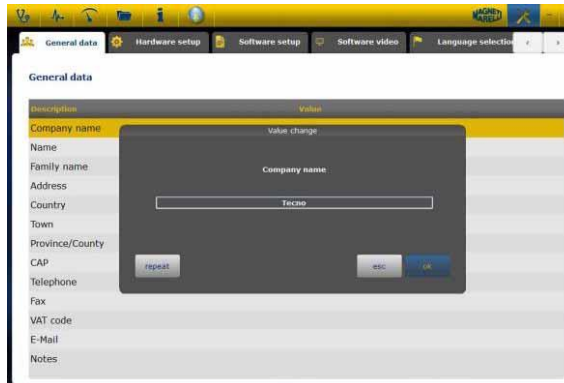 MAGNETI
MARELLI
General data
Hardware setup
Software setup
Software video
Language selection
General data
Description
Value
Company name
Value change
Name
Family name
Company name
Address
Country
Tecno
Town
Province/County
CAP
repeat
esc
ok
Telephone
Fax
VAT code
E-Mail
Notes